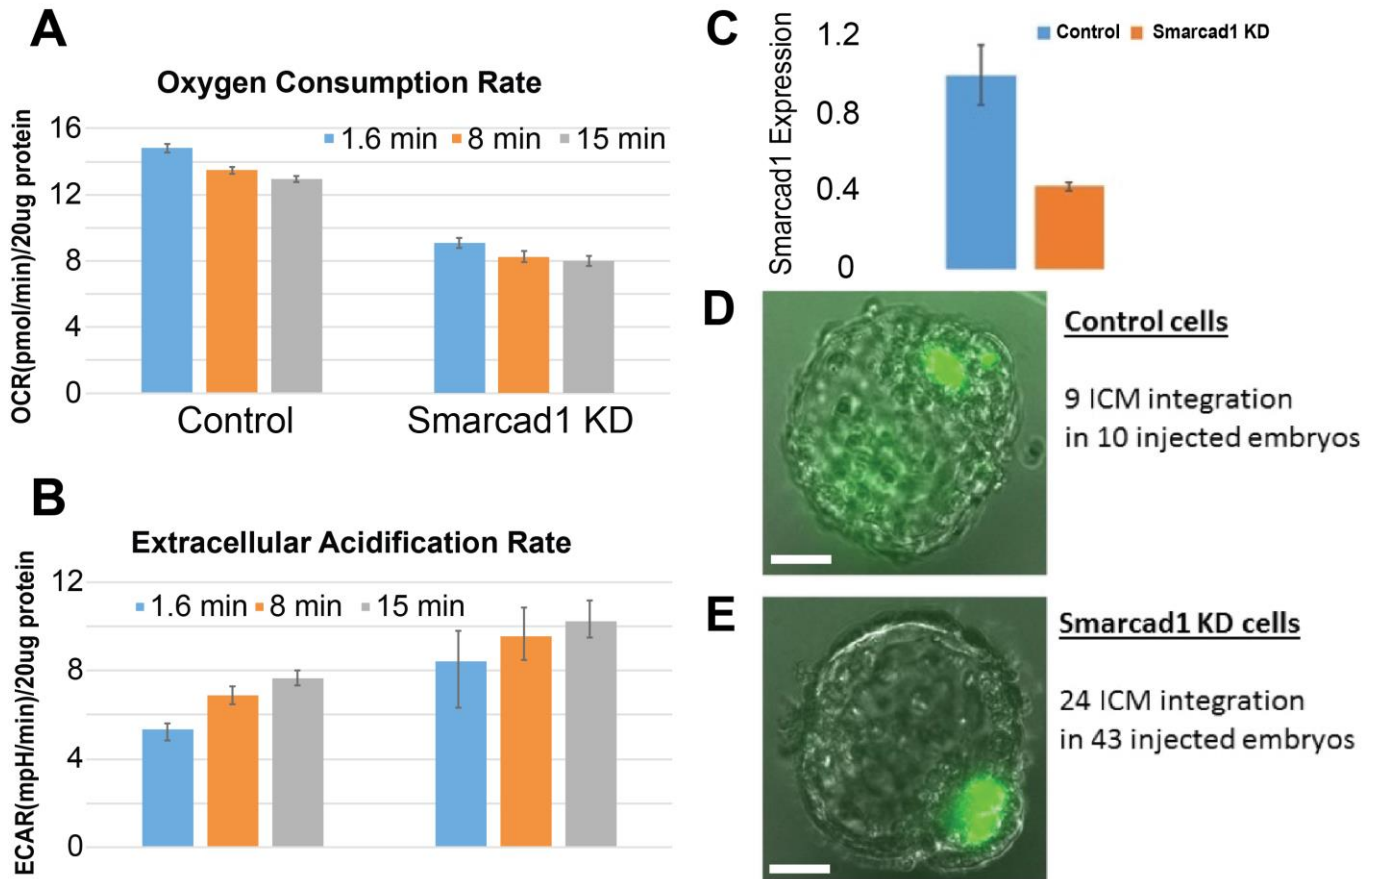 A
Oxygen Consumption Rate
OCR(pmol/min)/20ug protein
16
12
8
4
0
1.6 min 8 min 15 min
Control Smarcad1 KD
B
Extracellular Acidification Rate
ECAR(mpH/min)/20ug protein
12
8
4
0
1.6 min 8 min 15 min
C
Smarcad1 Expression
1.2
0.8
0.4
0
Control Smarcad1 KD
D
Control cells
9 ICM integration
in 10 injected embryos
E
Smarcad1 KD cells
24 ICM integration
in 43 injected embryos